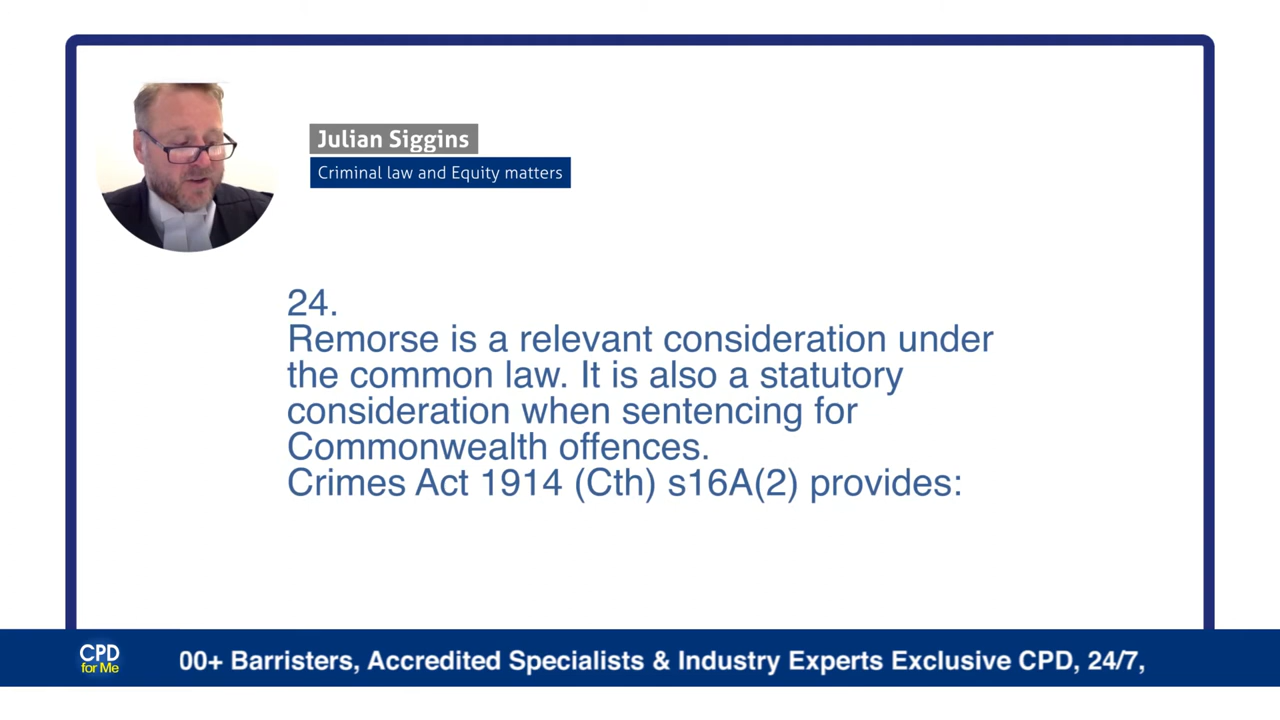 Julian Siggins
Criminal law and Equity matters
24.
Remorse is a relevant consideration under
the common law. It is also a statutory
consideration when sentencing for
Commonwealth offences.
Crimes Act 1914 (Cth) s16A(2) provides:
CPD
for Me
00+ Barristers, Accredited Specialists & Industry Experts Exclusive CPD, 24/7,